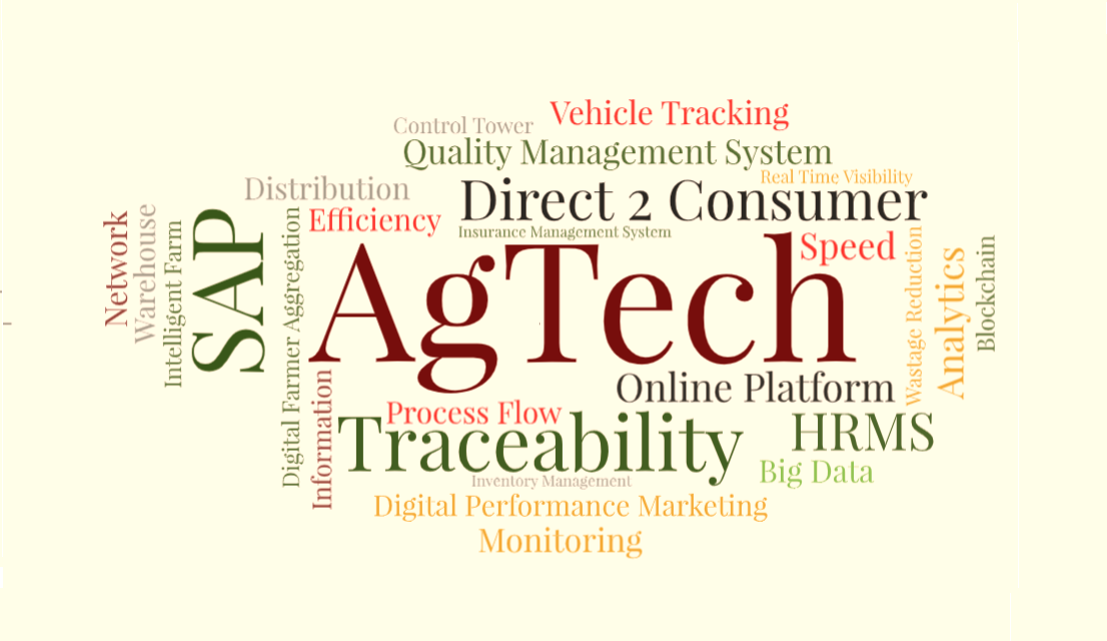 Vehicle Tracking
Control Tower
Quality Management System
Real Time Visibility
Distribution
Direct 2 Consumer
Efficiency
Insurance Management System
Speed
Network
Warehouse
Intelligent Farm
SAP
Digital Farmer Aggregation
AgTech
Wastage Reduction
Analytics
Blockchain
Information
Online Platform
Process Flow
Traceability
HRMS
Big Data
Inventory Management
Digital Performance Marketing
Monitoring